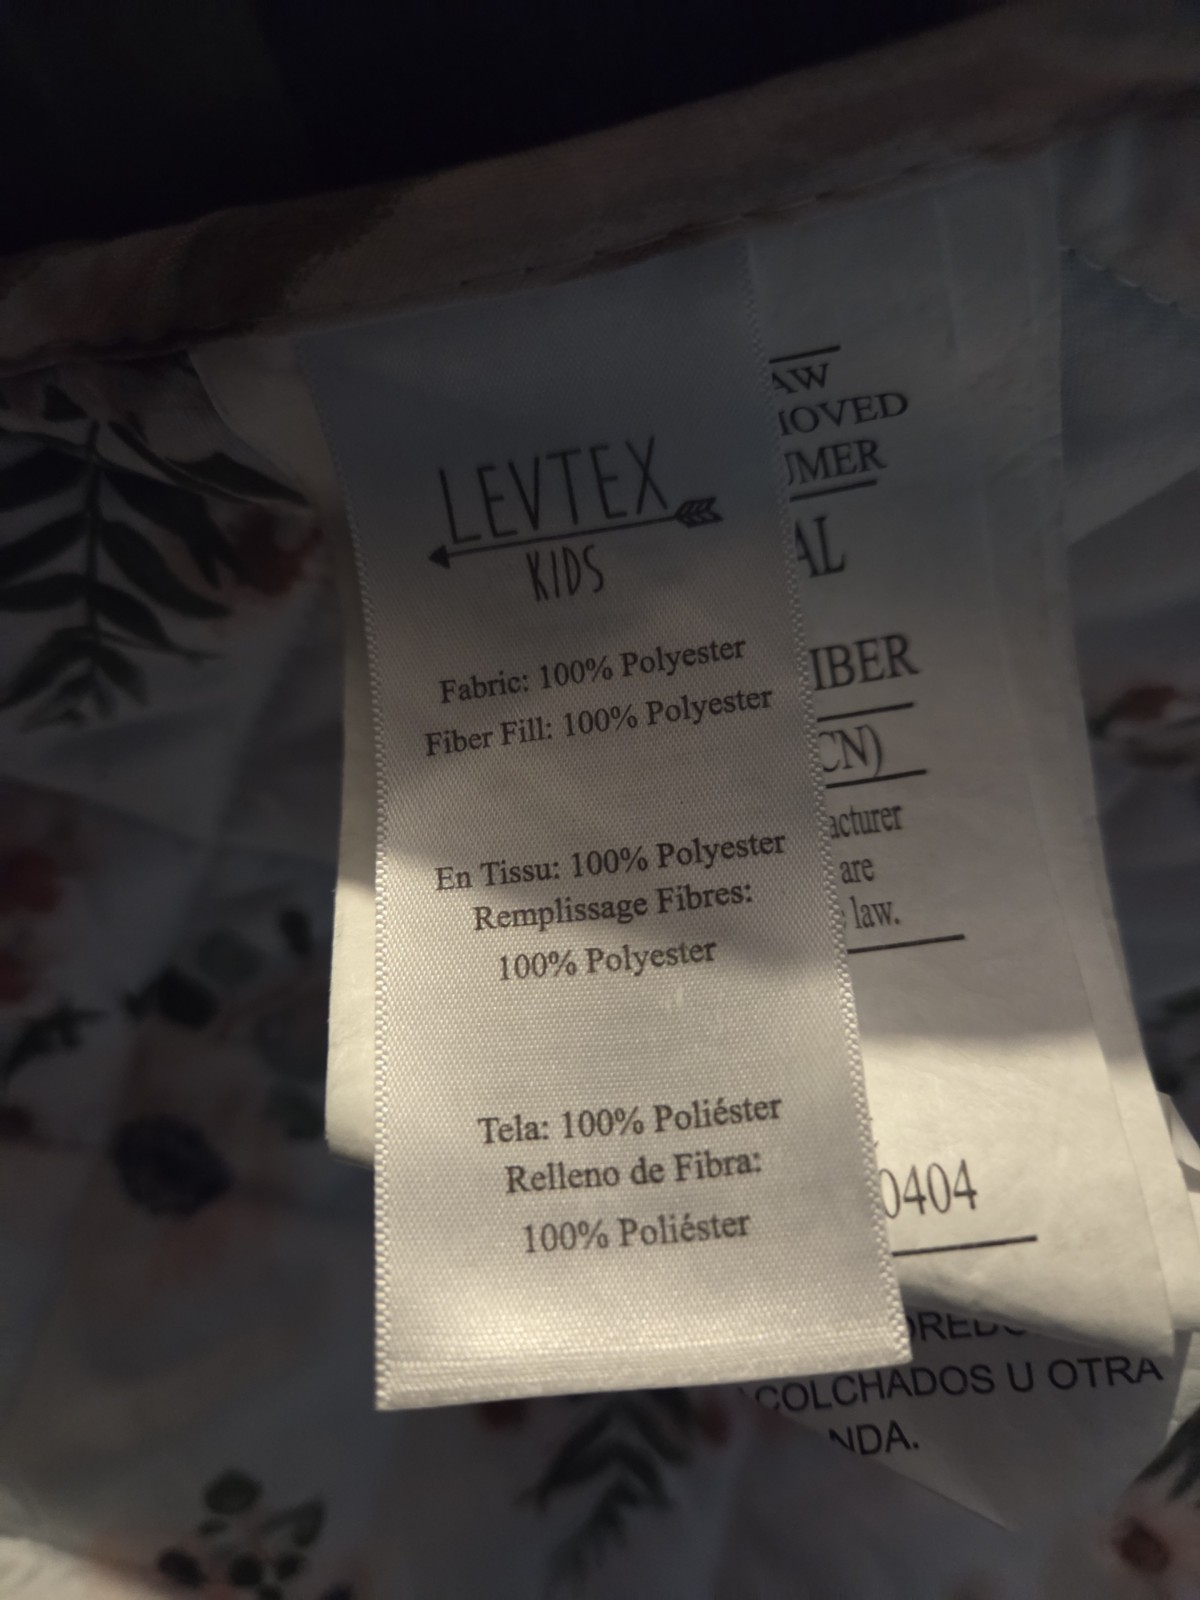 LEVTEX
KIDS
Fabric: 100% Polyester
Fiber Fill: 100% Polyester
En Tissu: 100% Polyester
Remplissage Fibres:
100% Polyester
Tela: 100% Poliéster
Relleno de Fibra:
100% Poliéster
AW
OVED
UMER
AL
IBER
CN)
acturer
are
law.
0404
COLCHADOS U OTRA
NDA.